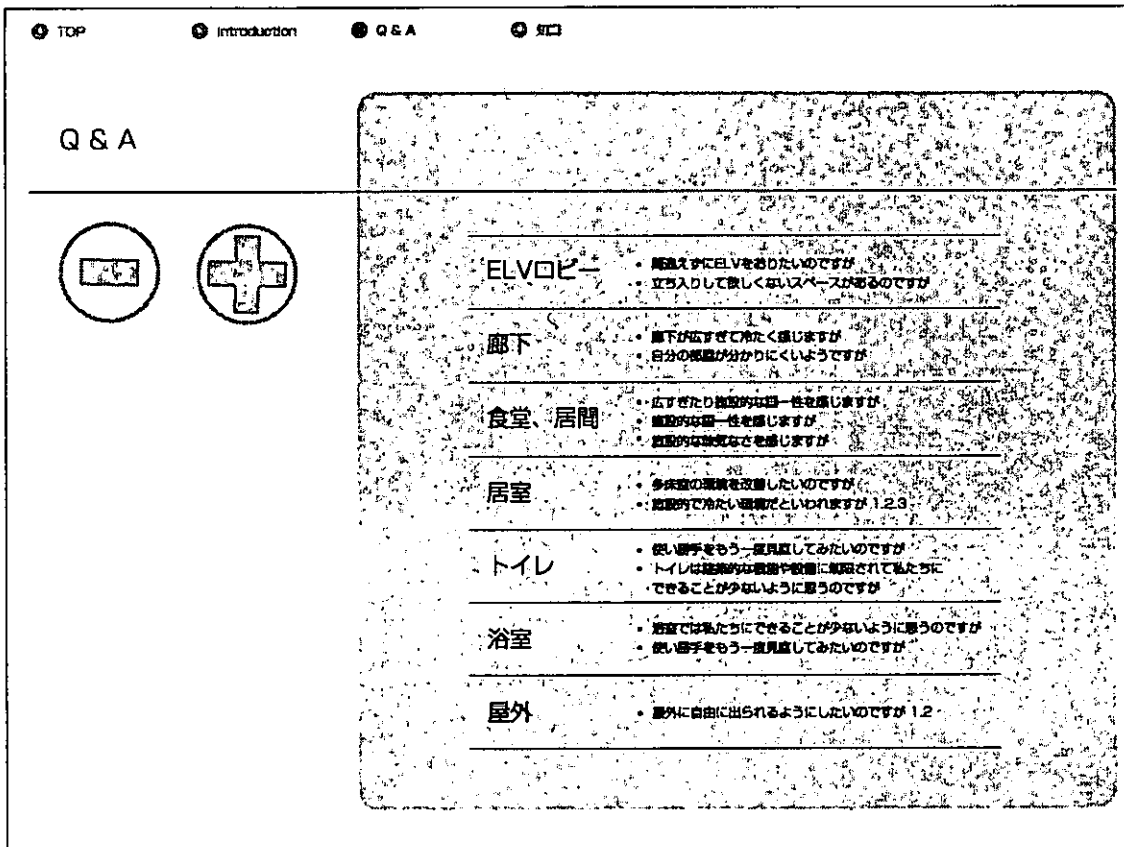 TOP
Introduction
Q & A
Q & A
ELVロビー
・間違えずにELVをおりたいのですが
・立ち入りして欲しくないスペースがあるのですが
廊下
・廊下が広すぎて冷たく感じますが
・自分の部屋が分かりにくいようですが
食堂、居間
・広すぎたり施設的な画一性を感じますが
・施設的な画一性を感じますが
・施設的な味気なさを感じますが
居室
・多床室の環境を改善したいのですが
・施設的で冷たい環境だといわれますが 1.2.3
トイレ
・使い勝手をもう一度見直してみたいのですが
・トイレは建築的な設備に制限されて私たちに
できることが少ないように思うのですが
浴室
・浴室では私たちにできることが少ないように思うのですが
・使い勝手をもう一度見直してみたいのですが
屋外
・屋外に自由に出られるようにしたいのですが 1.2